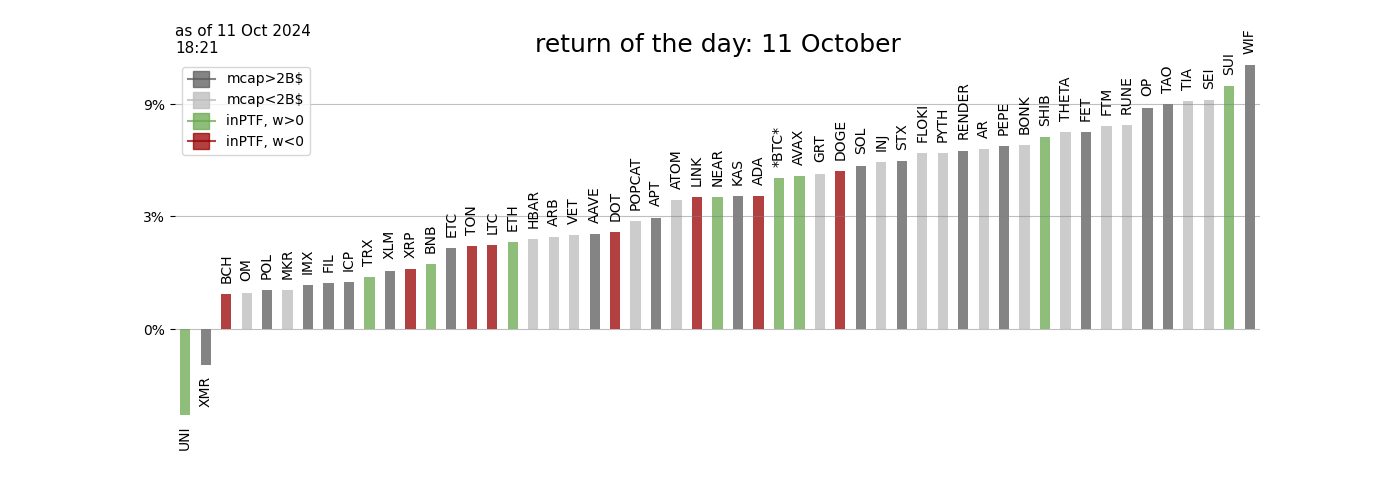 as of 11 Oct 2024
18:21
return of the day: 11 October
mcap>2B$
mcap<2B$
inPTF, w>0
inPTF, w<0
9%
3%
0%
UNI
XMR
BCH
OM
POL
MKR
IMX
FIL
ICP
TRX
XLM
XRP
BNB
ETC
TON
LTC
ETH
HBAR
ARB
VET
AAVE
DOT
POPCAT
APT
ATOM
LINK
NEAR
KAS
ADA
*BTC*
AVAX
GRT
DOGE
SOL
INJ
STX
FLOKI
PYTH
RENDER
AR
PEPE
BONK
SHIB
THETA
FET
FTM
RUNE
OP
TAO
TIA
SEI
SUI
WIF